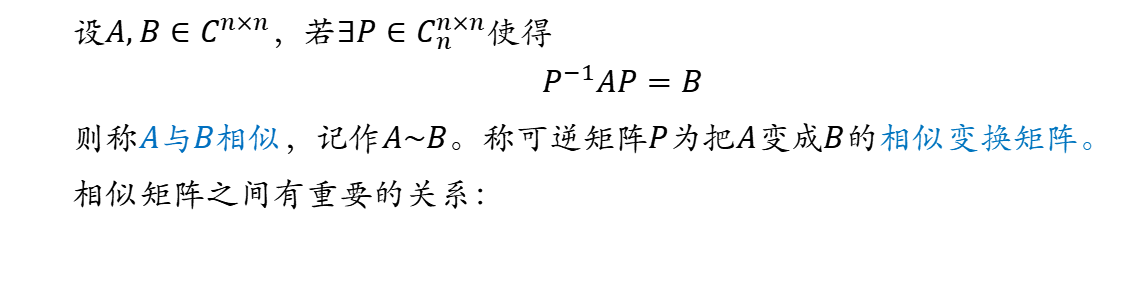 设A, B ∈ C^{n×n}，若∃P ∈ C_n^{n×n}使得
P^{-1}AP = B
则称A与B相似，记作A~B。称可逆矩阵P为把A变成B的相似变换矩阵。
相似矩阵之间有重要的关系：